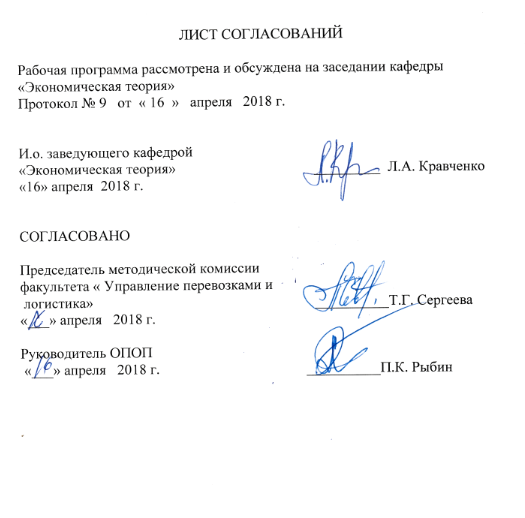 ЛИСТ СОГЛАСОВАНИЙ
Рабочая программа рассмотрена и обсуждена на заседании кафедры
«Экономическая теория»
Протокол № 9 от « 16 » апреля 2018 г.
И.о. заведующего кафедрой
«Экономическая теория» Л.А. Кравченко
«16» апреля 2018 г.
СОГЛАСОВАНО
Председатель методической комиссии
факультета « Управление перевозками и
логистика» Т.Г. Сергеева
« » апреля 2018 г.
Руководитель ОПОП
«16» апреля 2018 г. П.К. Рыбин